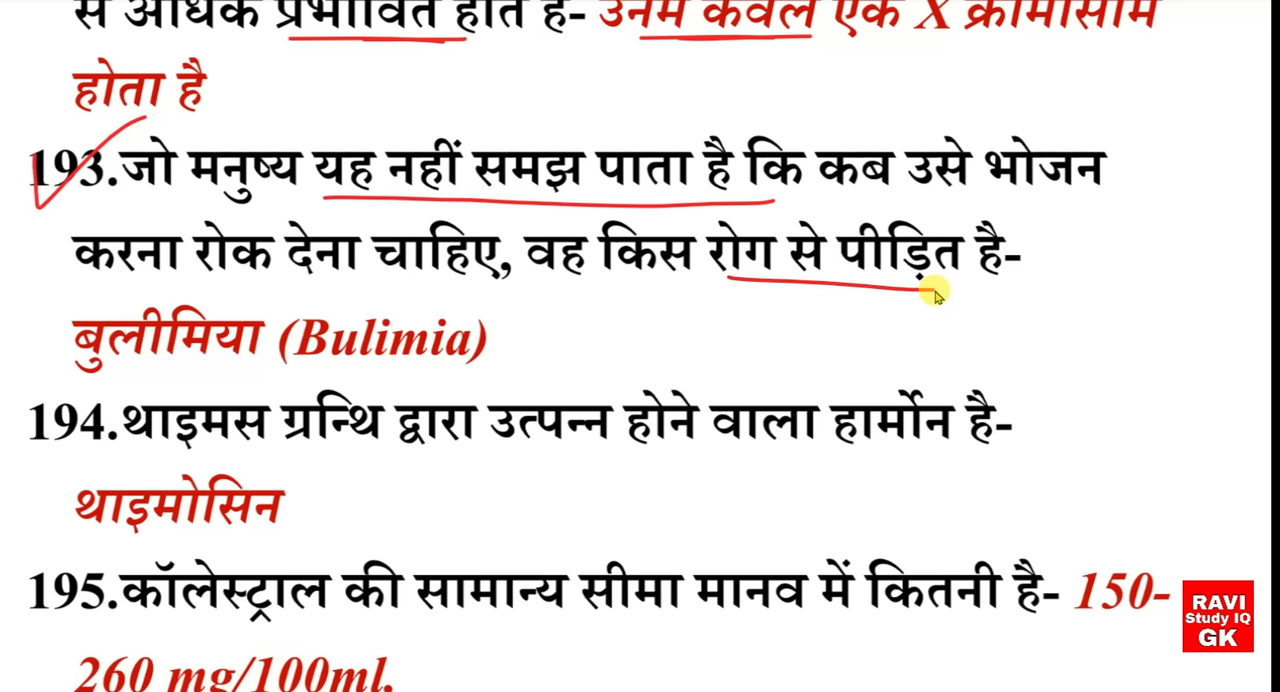 से अधिक प्रभावित होते है- उनमें केवल एक X क्रोमोसोम
होता है
193.जो मनुष्य यह नहीं समझ पाता है कि कब उसे भोजन
करना रोक देना चाहिए, वह किस रोग से पीड़ित है-
बुलीमिया (Bulimia)
194.थाइमस ग्रन्थि द्वारा उत्पन्न होने वाला हार्मोन है-
थाइमोसिन
195.कॉलेस्ट्राल की सामान्य सीमा मानव में कितनी है- 150-
260 mg/100ml.
RAVI
Study IQ
GK